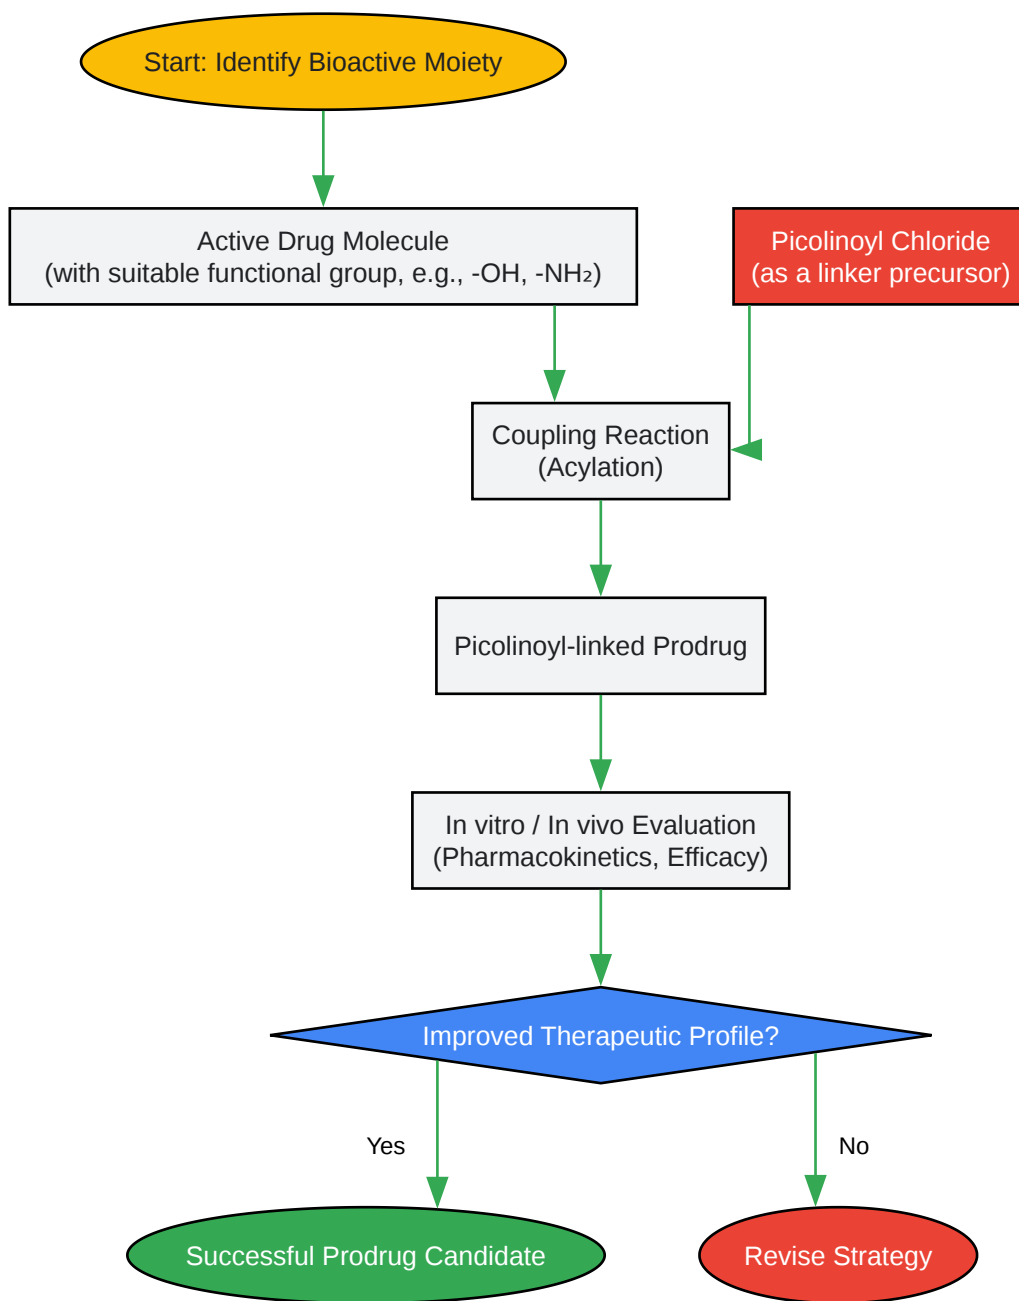 Start: Identify Bioactive Moiety
Active Drug Molecule
(with suitable functional group, e.g., -OH, -NH₂)
Picolinoyl Chloride
(as a linker precursor)
Coupling Reaction
(Acylation)
Picolinoyl-linked Prodrug
In vitro / In vivo Evaluation
(Pharmacokinetics, Efficacy)
Improved Therapeutic Profile?
Yes
No
Successful Prodrug Candidate
Revise Strategy